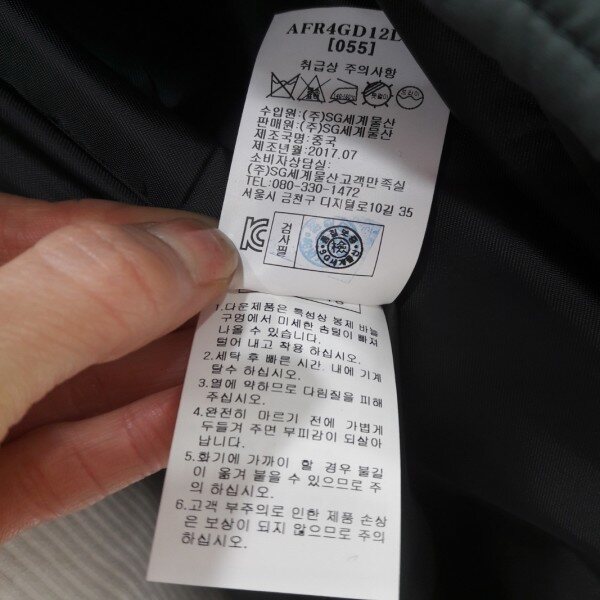 AFR4GD12L
[055]
취급상 주의사항
수입원:(주)SG세계물산
판매원:(주)SG세계물산
제조국명:중국
제조년월:2017.07
소비자상담실:
(주)SG세계물산고객만족실
TEL:080-330-1472
서울시 금천구 디지털로10길 35
검사필
1.다운제품은 특성상 봉제 바늘
구멍에서 미세한 솜털이 빠져
나올 수 있습니다.
털어 내고 착용 하십시오.
2.세탁 후 빠른 시간. 내에 기계
탈수 하십시오.
3.열에 약하므로 다림질을 피해
주십시오.
4.완전히 마르기 전에 가볍게
두들겨 주면 부피감이 되살아
납니다.
5.화기에 가까이 할 경우 불길
이 옮겨 붙을 수 있으므로 주
의 하십시오.
6.고객 부주의로 인한 제품 손상
은 보상이 되지 않으므로 주의
하십시오.